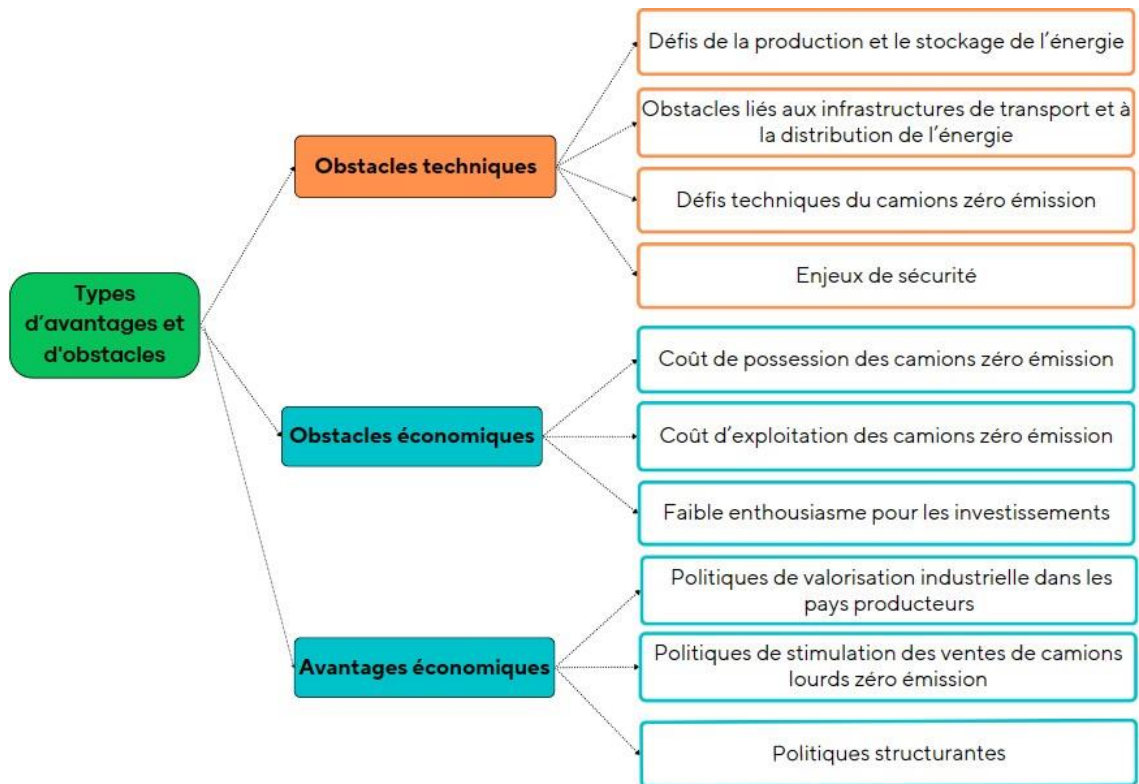 Types
d'avantages et
d'obstacles
Obstacles techniques
Défis de la production et le stockage de l'énergie
Obstacles liés aux infrastructures de transport et à
la distribution de l'énergie
Défis techniques du camions zéro émission
Enjeux de sécurité
Obstacles économiques
Coût de possession des camions zéro émission
Coût d'exploitation des camions zéro émission
Faible enthousiasme pour les investissements
Avantages économiques
Politiques de valorisation industrielle dans les
pays producteurs
Politiques de stimulation des ventes de camions
lourds zéro émission
Politiques structurantes